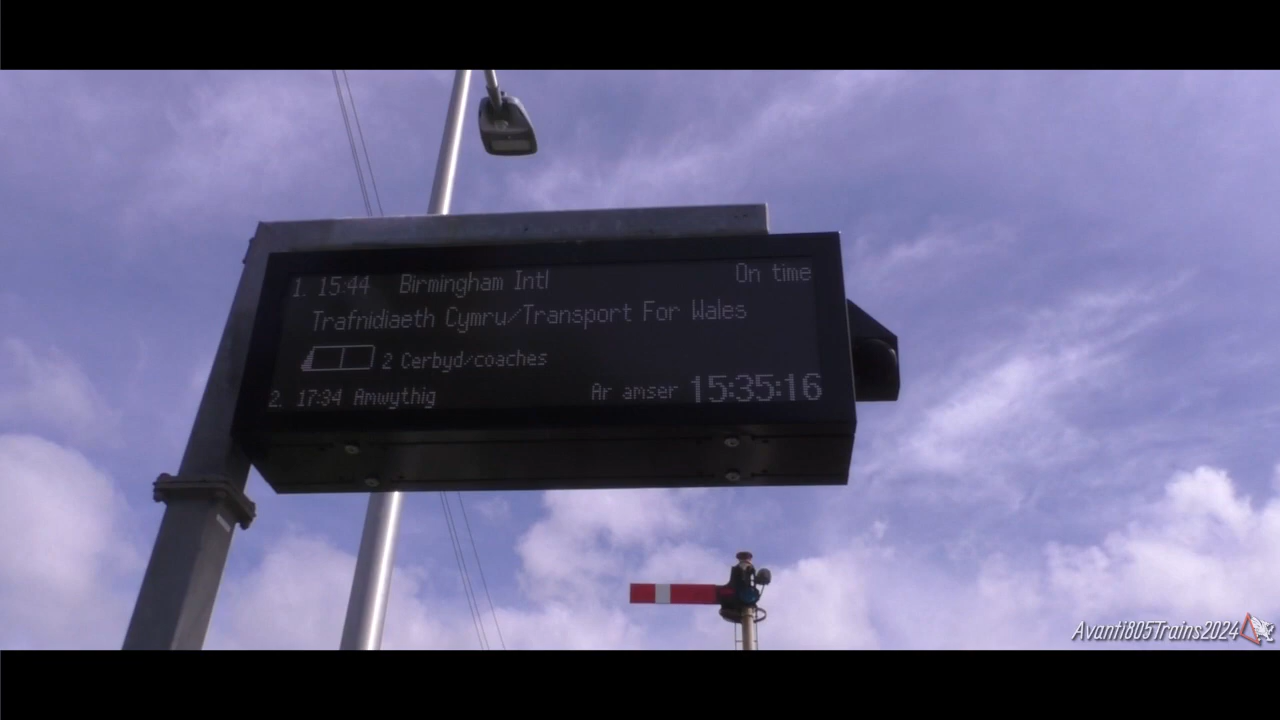 1. 15:44 Birmingham Intl On time
Trafnidiaeth Cymru/Transport For Wales
2 Cerbyd/coaches
2. 17:34 Amwythig Ar amser 15:35:16
Avanti805Trains2024